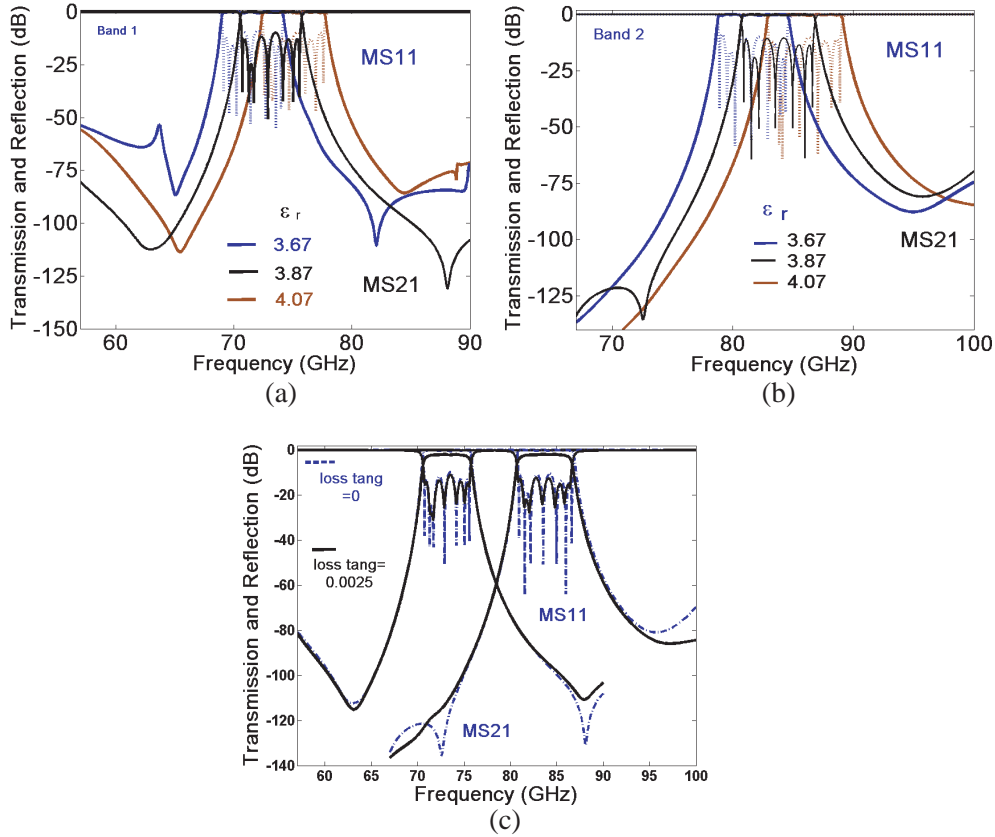 Transmission and Reflection (dB)
0
-25
-50
-75
-100
-125
-150
Band 1
MS11
ε r
3.67
3.87
4.07
MS21
60
70
80
90
Frequency (GHz)
(a)
Transmission and Reflection (dB)
0
-25
-50
-75
-100
-125
Band 2
MS11
ε r
3.67
3.87
4.07
MS21
70
80
90
100
Frequency (GHz)
(b)
Transmission and Reflection (dB)
0
-20
-40
-60
-80
-100
-120
-140
loss tang
=0
loss tang=
0.0025
MS11
MS21
60
65
70
75
80
85
90
95
100
Frequency (GHz)
(c)